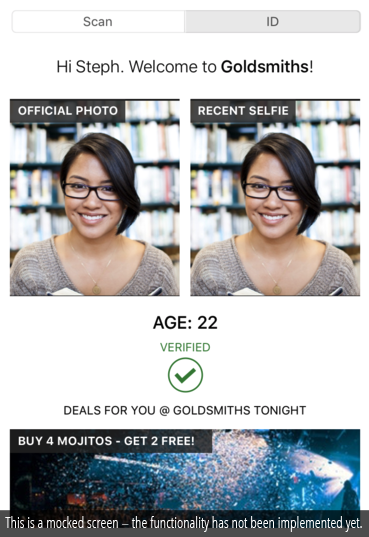 Scan
ID
Hi Steph. Welcome to Goldsmiths!
OFFICIAL PHOTO
RECENT SELFIE
AGE: 22
VERIFIED
DEALS FOR YOU @ GOLDSMITHS TONIGHT
BUY 4 MOJITOS - GET 2 FREE!
This is a mocked screen – the functionality has not been implemented yet.